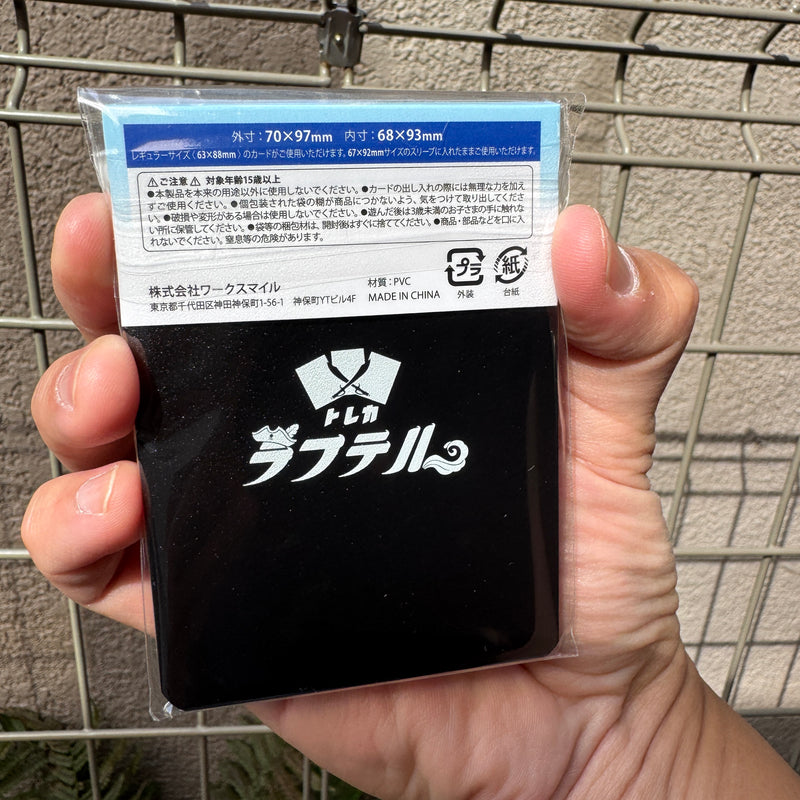 外寸：70×97mm　内寸：68×93mm
レギュラーサイズ（63×88mm）のカードがご使用いただけます。67×92mmサイズのスリーブに入れたままご使用いただけます。
⚠ご注意⚠ 対象年齢15歳以上
●本製品を本来の用途以外に使用しないでください。●カードの出し入れの際には無理な力を加え
ずご使用ください。●個包装された袋の糊が商品につかないよう、気をつけて取り出してくださ
い。●破損や変形がある場合は使用しないでください。●遊んだ後は3歳未満のお子さまの手に触れな
い所に保管してください。●袋等の梱包材は、開封後はすぐに捨ててください。●商品・部品などを口に入
れないでください。窒息等の危険があります。
株式会社ワークスマイル
東京都千代田区神田神保町1-56-1　神保町YTビル4F
材質：PVC
MADE IN CHINA
プラ
外装
紙
台紙
トレカ
ラフテル